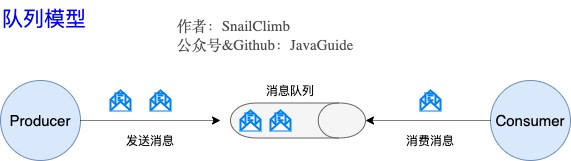 队列模型
作者：SnailClimb
公众号&Github：JavaGuide
消息队列
Producer
发送消息
消费消息
Consumer